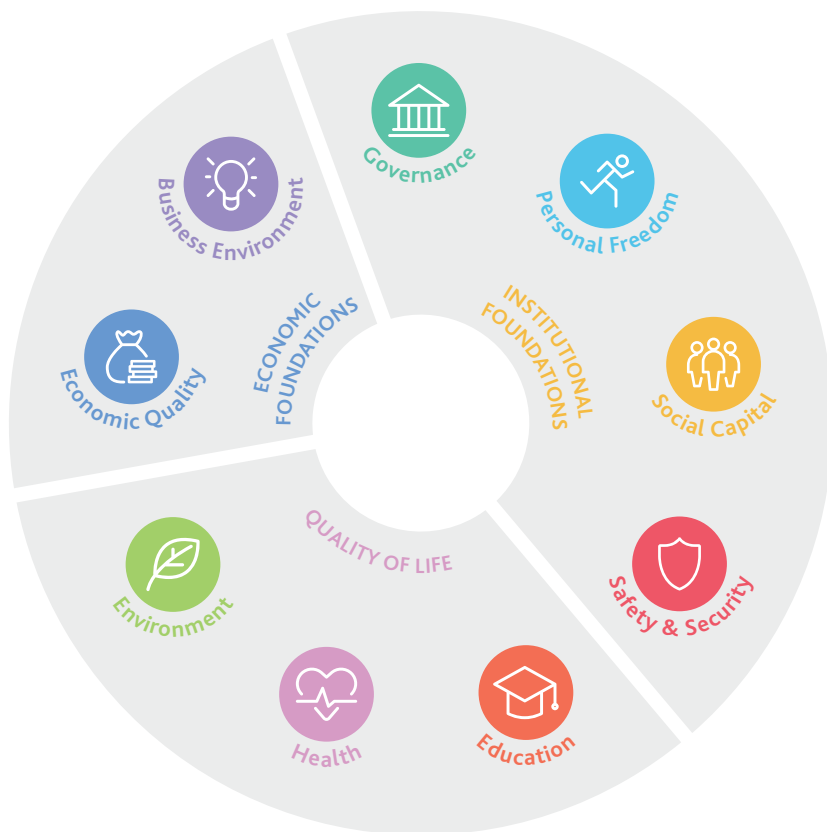 Governance
Personal Freedom
Business Environment
INSTITUTIONAL
FOUNDATIONS
ECONOMIC
FOUNDATIONS
Economic Quality
Social Capital
QUALITY OF LIFE
Environment
Safety & Security
Health
Education